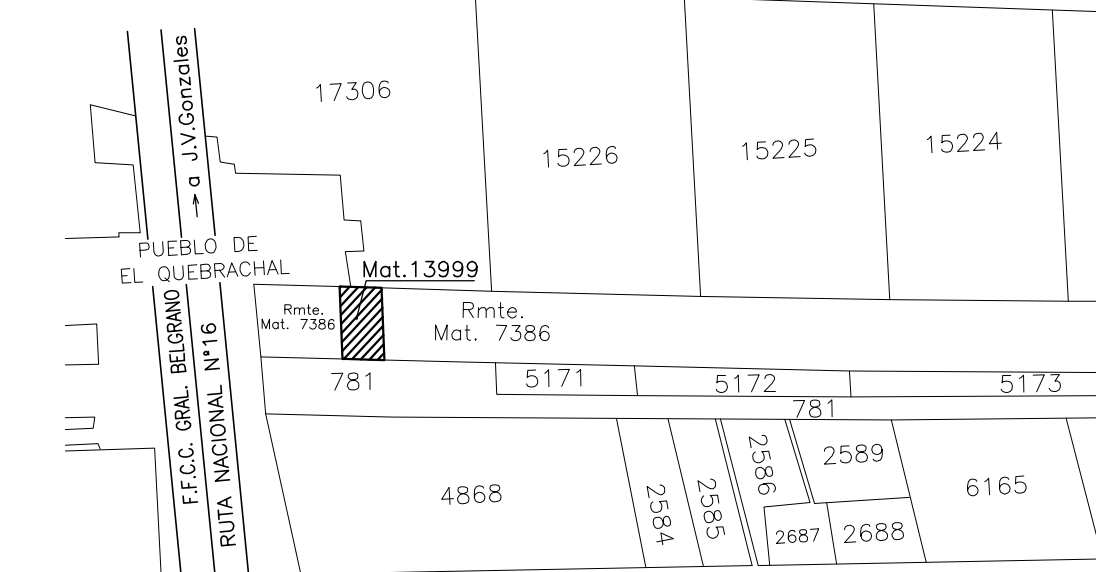 17306
15226
15225
15224
→ a J.V.Gonzales
PUEBLO DE
EL QUEBRACHAL
Mat.13999
Rmte.
Mat. 7386
Rmte.
Mat. 7386
F.F.C.C. GRAL. BELGRANO
RUTA NACIONAL N°16
781
5171
5172
5173
781
4868
2584
2585
2586
2589
2687
2688
6165